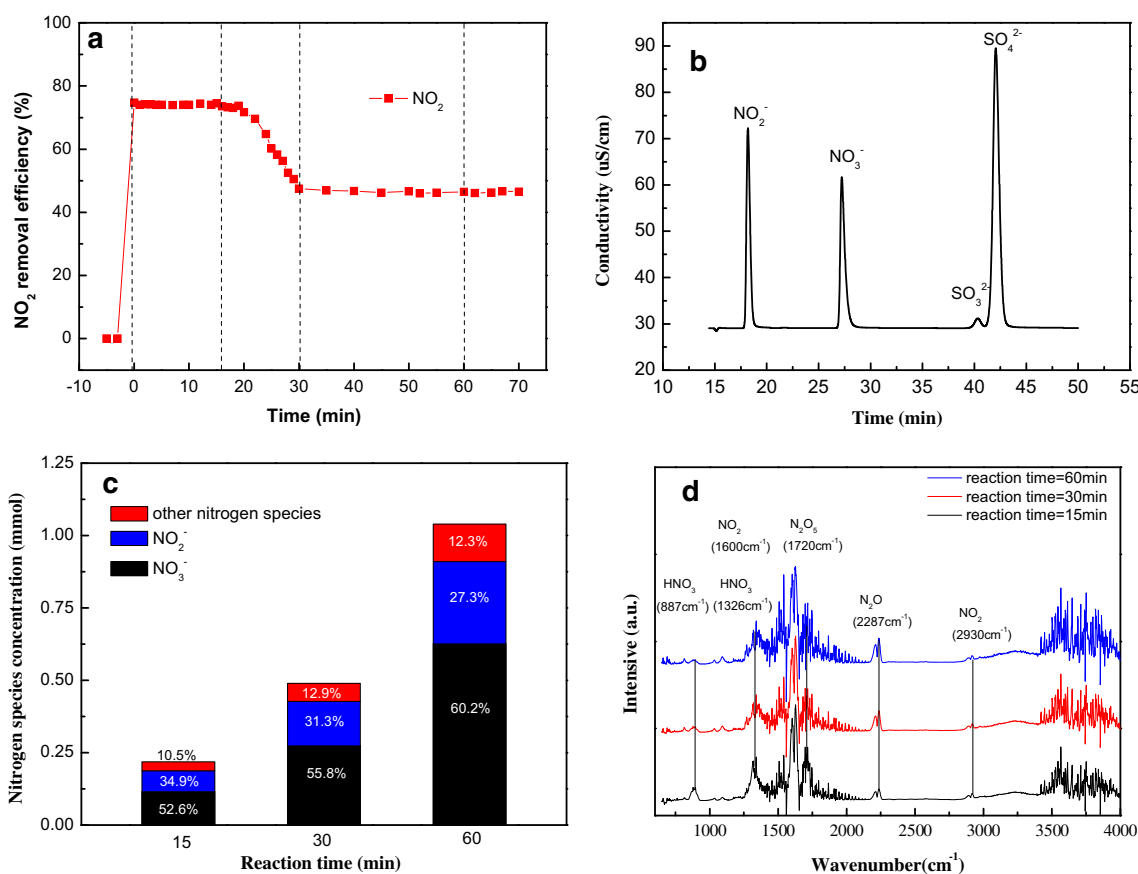 a
NO₂
NO₂ removal efficiency (%)
100
80
60
40
20
0
-10 0 10 20 30 40 50 60 70
Time (min)
b
NO₂⁻
NO₃⁻
SO₃²⁻
SO₄²⁻
Conductivity (uS/cm)
90
80
70
60
50
40
30
20
10 15 20 25 30 35 40 45 50 55
Time (min)
c
other nitrogen species
NO₂⁻
NO₃⁻
Nitrogen species concentration (mmol)
1.25
1.00
0.75
0.50
0.25
0.00
10.5%
34.9%
52.6%
12.9%
31.3%
55.8%
12.3%
27.3%
60.2%
15 30 60
Reaction time (min)
d
reaction time=60min
reaction time=30min
reaction time=15min
HNO₃
(887cm⁻¹)
NO₂
(1600cm⁻¹)
HNO₃
(1326cm⁻¹)
N₂O₅
(1720cm⁻¹)
N₂O
(2287cm⁻¹)
NO₂
(2930cm⁻¹)
Intensive (a.u.)
1000 1500 2000 2500 3000 3500 4000
Wavenumber(cm⁻¹)